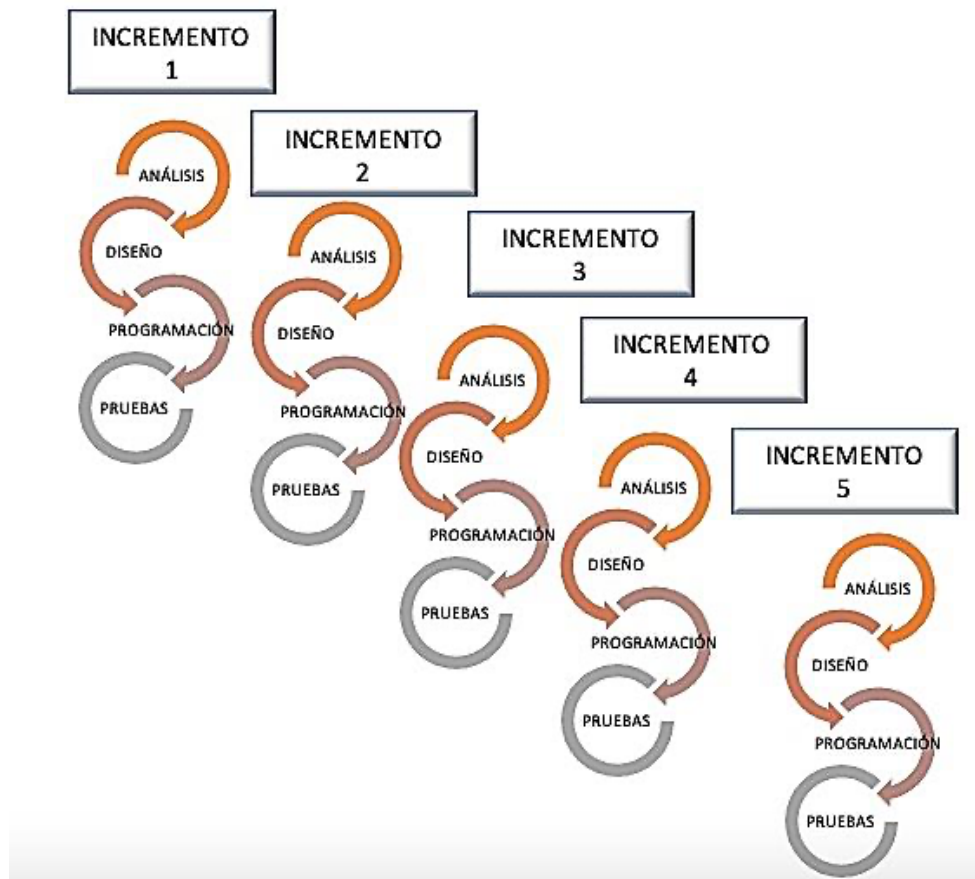 INCREMENTO
1
ANÁLISIS
DISEÑO
PROGRAMACIÓN
PRUEBAS
INCREMENTO
2
ANÁLISIS
DISEÑO
PROGRAMACIÓN
PRUEBAS
INCREMENTO
3
ANÁLISIS
DISEÑO
PROGRAMACIÓN
PRUEBAS
INCREMENTO
4
ANÁLISIS
DISEÑO
PROGRAMACIÓN
PRUEBAS
INCREMENTO
5
ANÁLISIS
DISEÑO
PROGRAMACIÓN
PRUEBAS